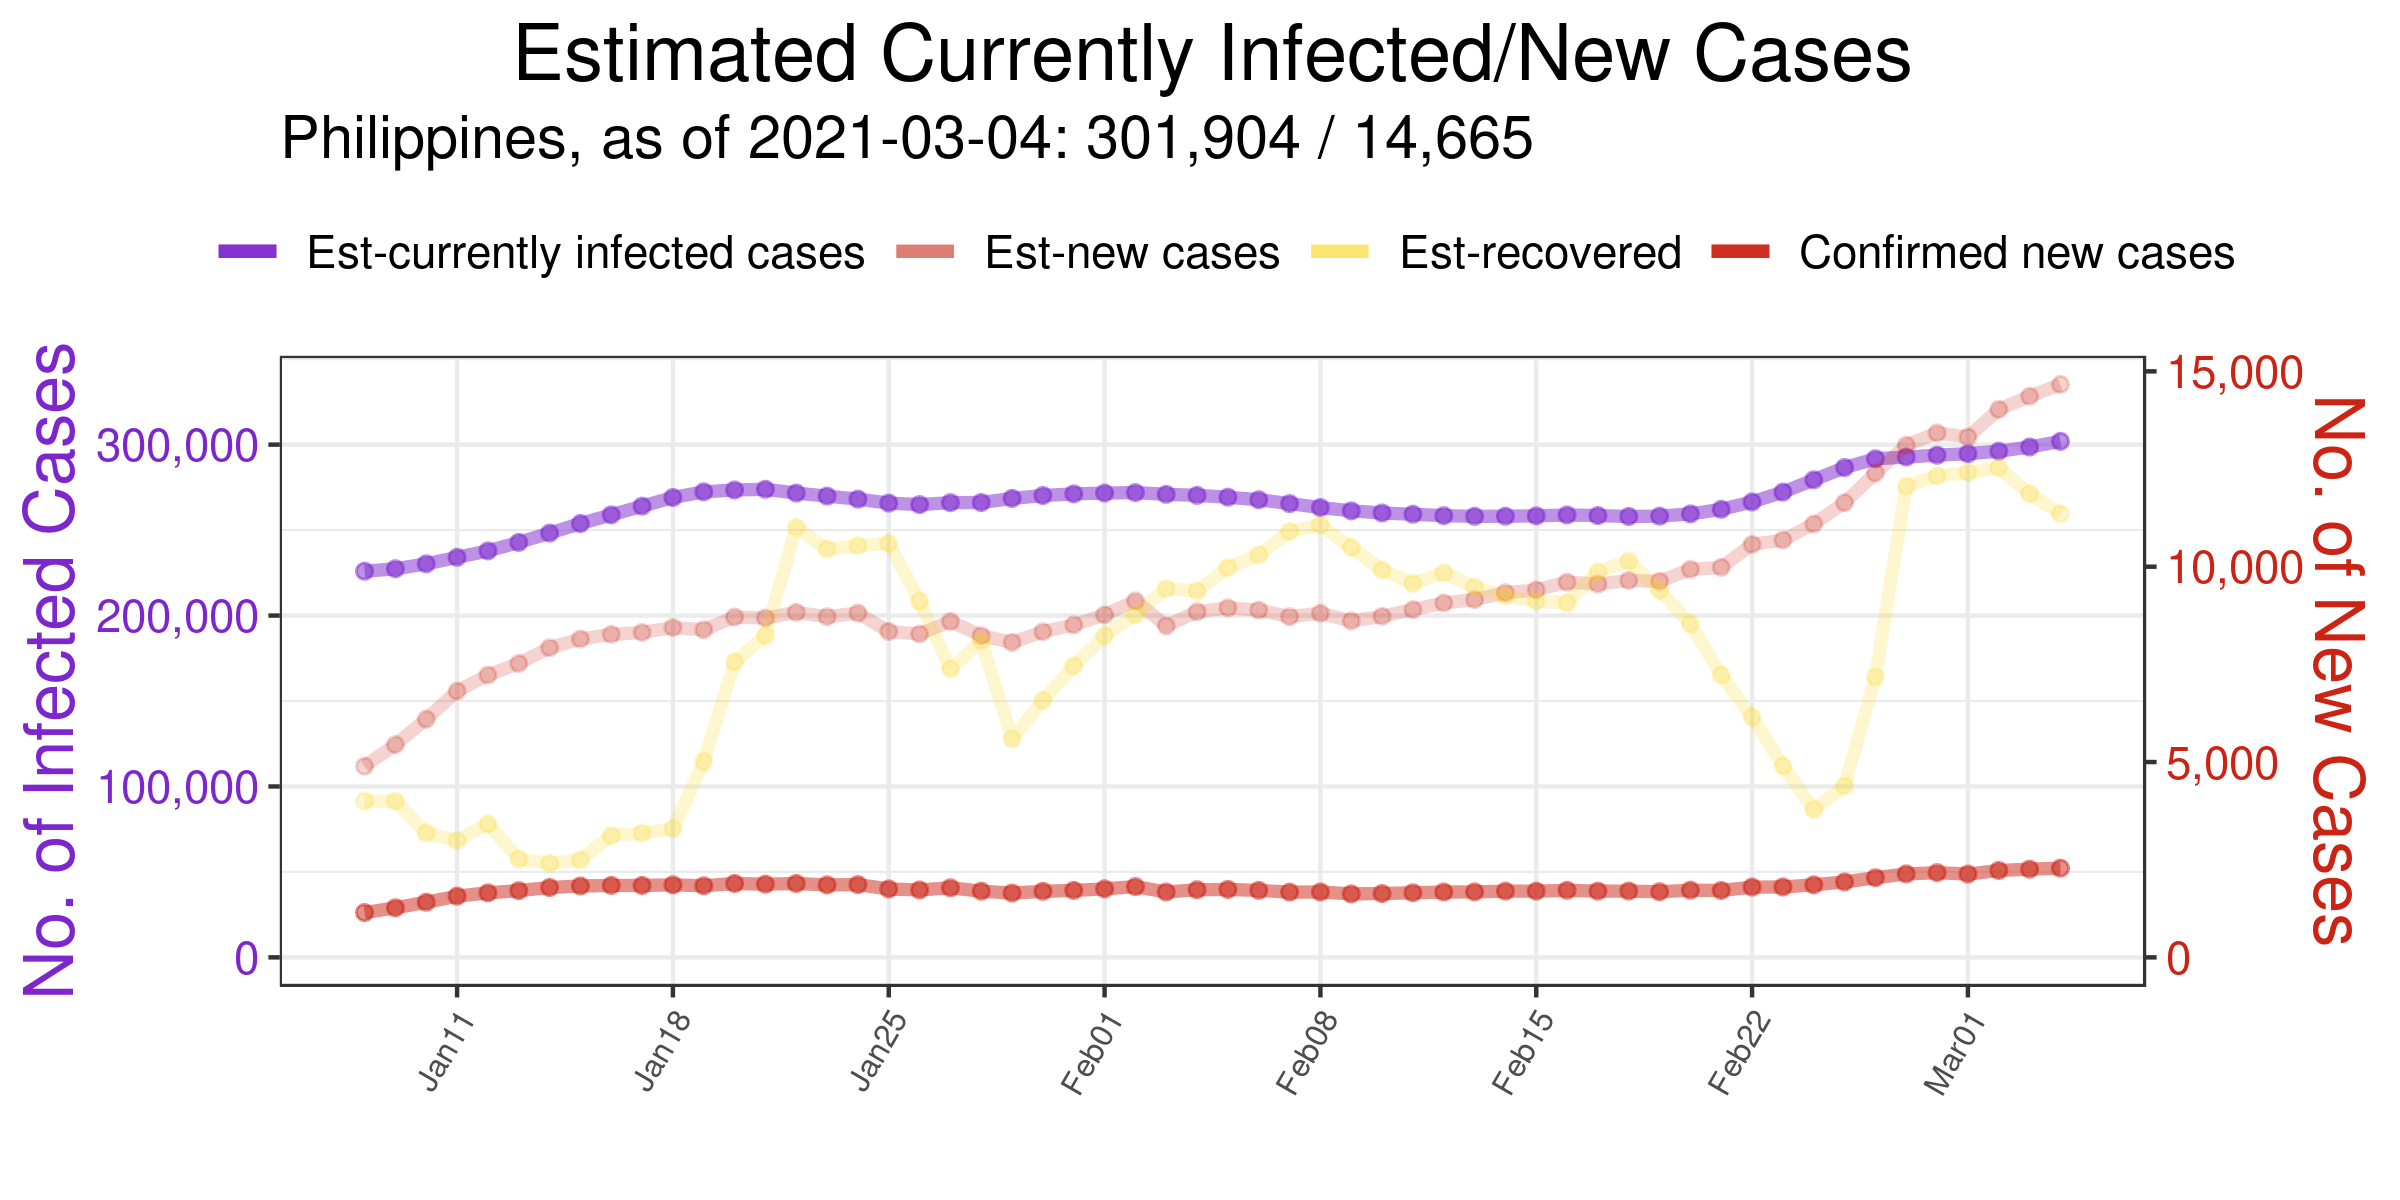 Estimated Currently Infected/New Cases
Philippines, as of 2021-03-04: 301,904 / 14,665
Est-currently infected cases Est-new cases Est-recovered Confirmed new cases
No. of Infected Cases
300,000
200,000
100,000
0
15,000
10,000
5,000
0
No. of New Cases
Jan11 Jan18 Jan25 Feb01 Feb08 Feb15 Feb22 Mar01